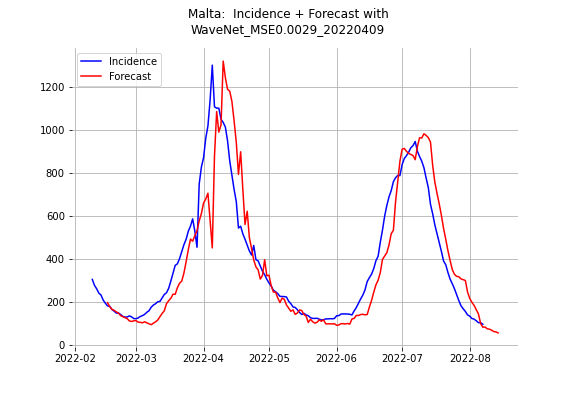 Malta:  Incidence + Forecast with
WaveNet_MSE0.0029_20220409
Incidence
Forecast
1200
1000
800
600
400
200
0
2022-02 2022-03 2022-04 2022-05 2022-06 2022-07 2022-08